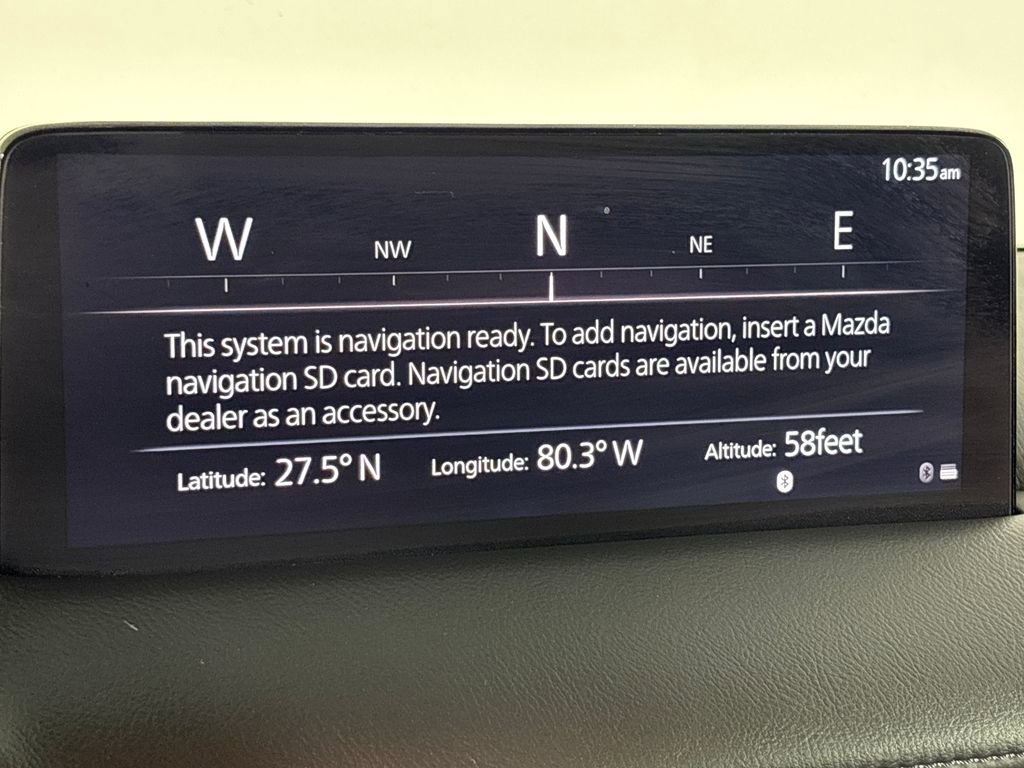 10:35am
W NW N NE E
This system is navigation ready. To add navigation, insert a Mazda
navigation SD card. Navigation SD cards are available from your
dealer as an accessory.
Latitude: 27.5° N Longitude: 80.3° W Altitude: 58feet